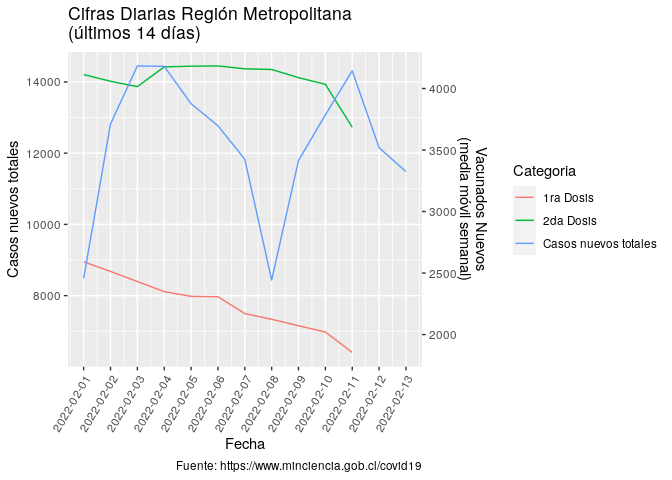 Cifras Diarias Región Metropolitana
(últimos 14 días)
Casos nuevos totales
14000
12000
10000
8000
4000
3500
3000
2500
2000
Vacunados Nuevos
(media móvil semanal)
2022-02-01
2022-02-02
2022-02-03
2022-02-04
2022-02-05
2022-02-06
2022-02-07
2022-02-08
2022-02-09
2022-02-10
2022-02-11
2022-02-12
2022-02-13
Fecha
Categoria
1ra Dosis
2da Dosis
Casos nuevos totales
Fuente: https://www.minciencia.gob.cl/covid19